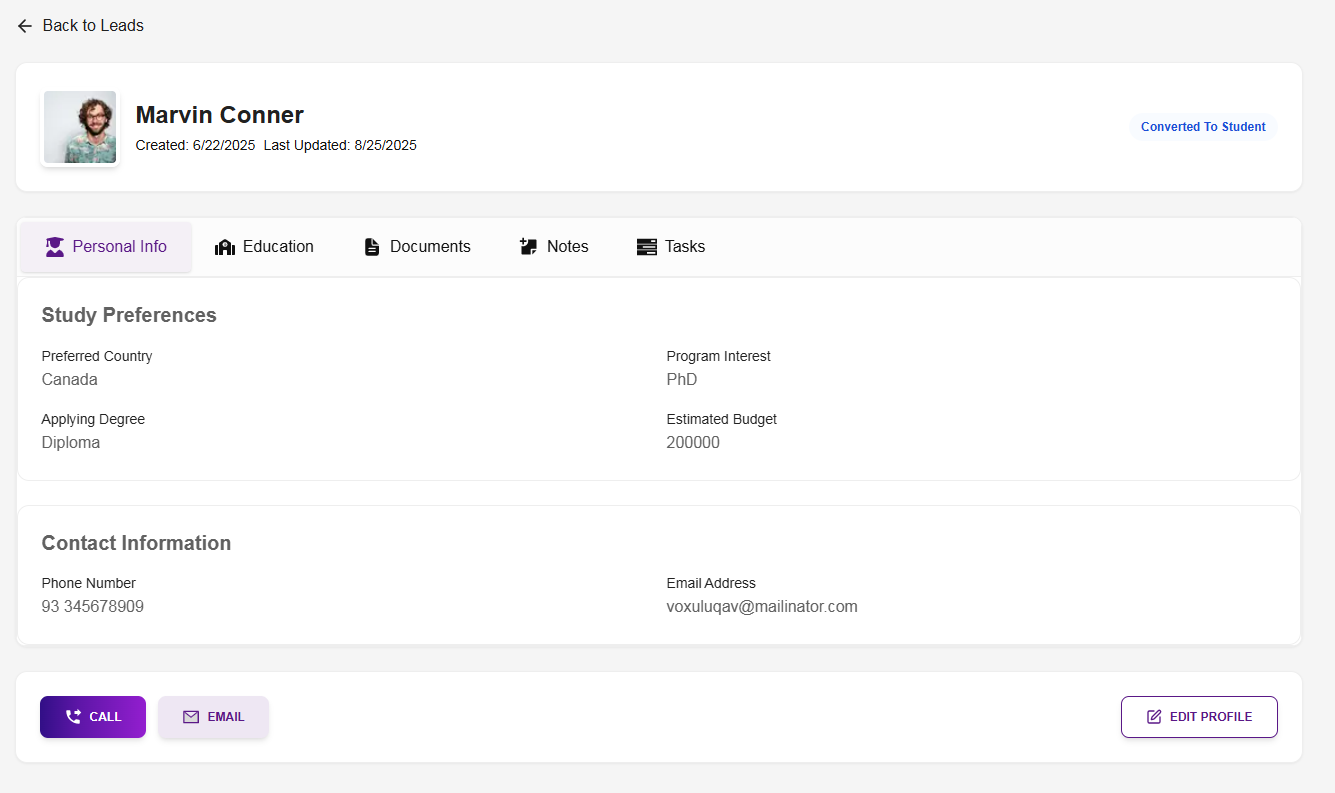 Back to Leads
Marvin Conner
Created: 6/22/2025 Last Updated: 8/25/2025
Converted To Student
Personal Info Education Documents Notes Tasks
Study Preferences
Preferred Country Program Interest
Canada PhD
Applying Degree Estimated Budget
Diploma 200000
Contact Information
Phone Number Email Address
93 345678909 voxuluqav@mailinator.com
CALL EMAIL EDIT PROFILE